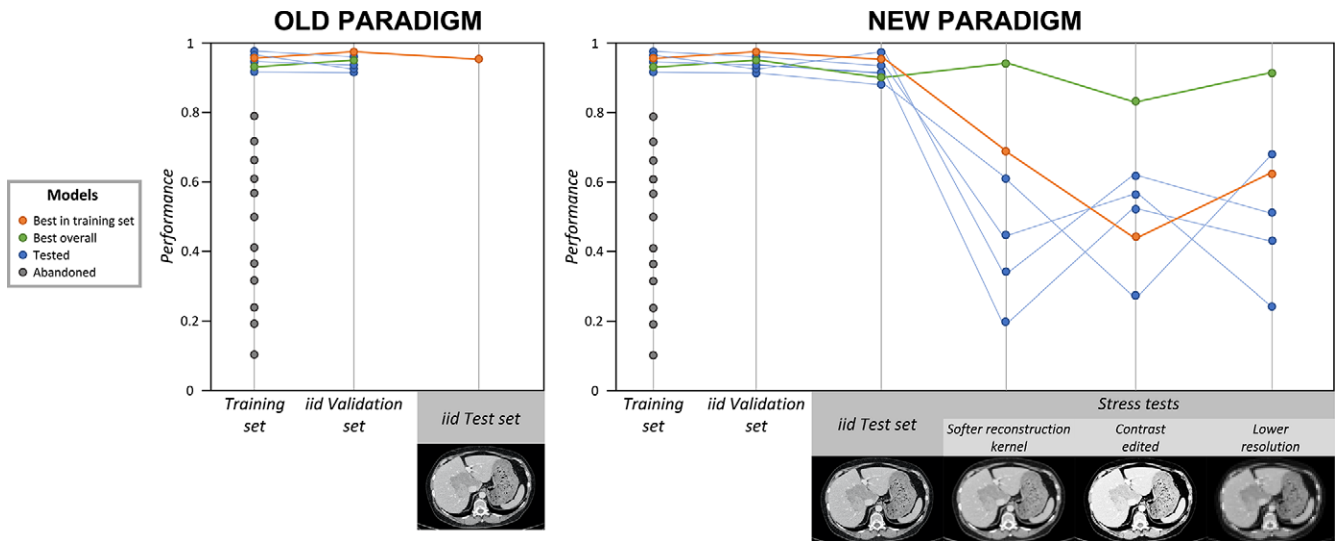 OLD PARADIGM
NEW PARADIGM
Models
Best in training set
Best overall
Tested
Abandoned
Performance
1
0.8
0.6
0.4
0.2
0
Training
set
iid Validation
set
iid Test set
Performance
1
0.8
0.6
0.4
0.2
0
Training
set
iid Validation
set
iid Test set
Stress tests
Softer reconstruction
kernel
Contrast
edited
Lower
resolution